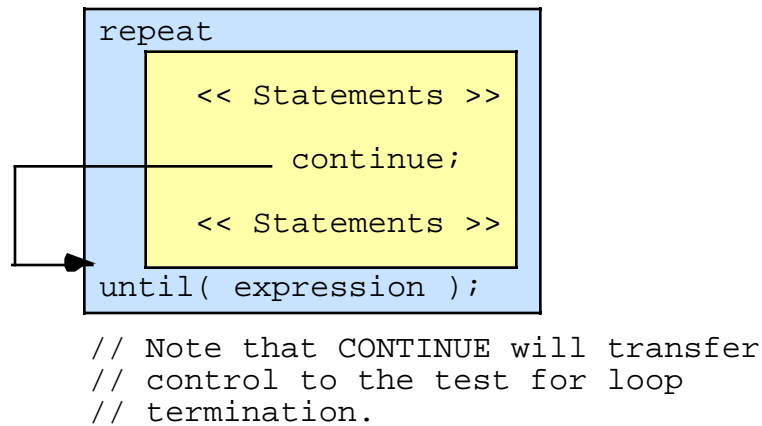 repeat
<< Statements >>
continue;
<< Statements >>
until( expression );
// Note that CONTINUE will transfer
// control to the test for loop
// termination.